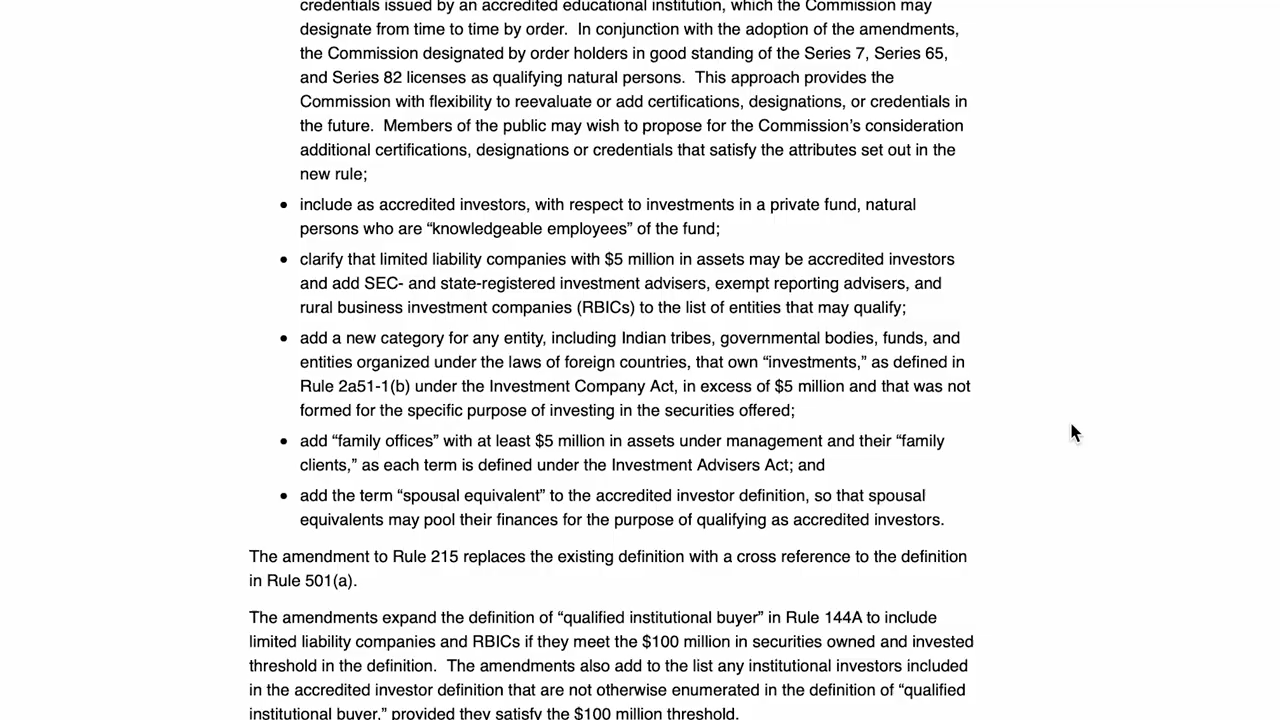 credentials issued by an accredited educational institution, which the Commission may
designate from time to time by order.  In conjunction with the adoption of the amendments,
the Commission designated by order holders in good standing of the Series 7, Series 65,
and Series 82 licenses as qualifying natural persons.  This approach provides the
Commission with flexibility to reevaluate or add certifications, designations, or credentials in
the future.  Members of the public may wish to propose for the Commission’s consideration
additional certifications, designations or credentials that satisfy the attributes set out in the
new rule;
• include as accredited investors, with respect to investments in a private fund, natural
persons who are “knowledgeable employees” of the fund;
• clarify that limited liability companies with $5 million in assets may be accredited investors
and add SEC- and state-registered investment advisers, exempt reporting advisers, and
rural business investment companies (RBICs) to the list of entities that may qualify;
• add a new category for any entity, including Indian tribes, governmental bodies, funds, and
entities organized under the laws of foreign countries, that own “investments,” as defined in
Rule 2a51-1(b) under the Investment Company Act, in excess of $5 million and that was not
formed for the specific purpose of investing in the securities offered;
• add “family offices” with at least $5 million in assets under management and their “family
clients,” as each term is defined under the Investment Advisers Act; and
• add the term “spousal equivalent” to the accredited investor definition, so that spousal
equivalents may pool their finances for the purpose of qualifying as accredited investors.
The amendment to Rule 215 replaces the existing definition with a cross reference to the definition
in Rule 501(a).
The amendments expand the definition of “qualified institutional buyer” in Rule 144A to include
limited liability companies and RBICs if they meet the $100 million in securities owned and invested
threshold in the definition.  The amendments also add to the list any institutional investors included
in the accredited investor definition that are not otherwise enumerated in the definition of “qualified
institutional buyer,” provided they satisfy the $100 million threshold.